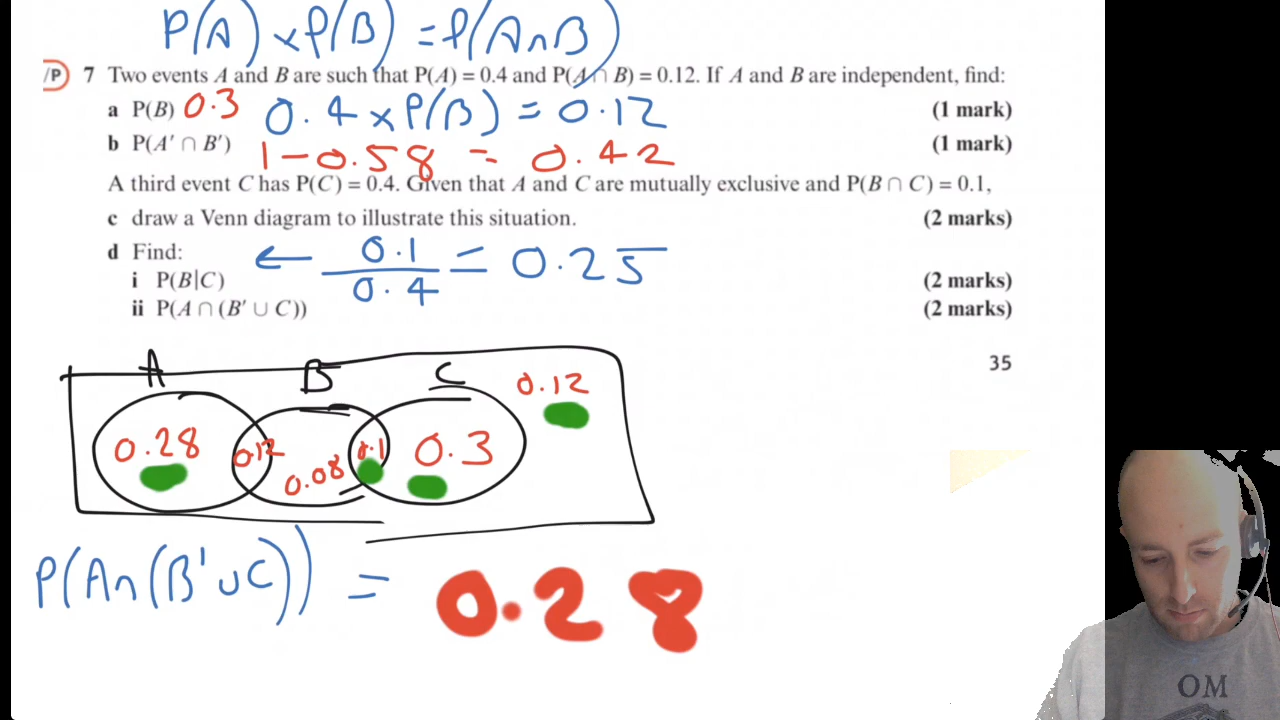 P(A) × P(B) = P(A∩B)
/P 7 Two events A and B are such that P(A) = 0.4 and P(A ∩ B) = 0.12. If A and B are independent, find:
a P(B) 0.3 0.4 × P(B) = 0.12 (1 mark)
b P(A′ ∩ B′) 1 − 0.58 = 0.42 (1 mark)
A third event C has P(C) = 0.4. Given that A and C are mutually exclusive and P(B ∩ C) = 0.1,
c draw a Venn diagram to illustrate this situation. (2 marks)
d Find: ← 0.1/0.4 = 0.25
i P(B|C) (2 marks)
ii P(A ∩ (B′ ∪ C)) (2 marks)
35
A B C 0.12
0.28 0.12 0.08 0.1 0.3
P(A∩(B′∪C)) = 0.28
OM